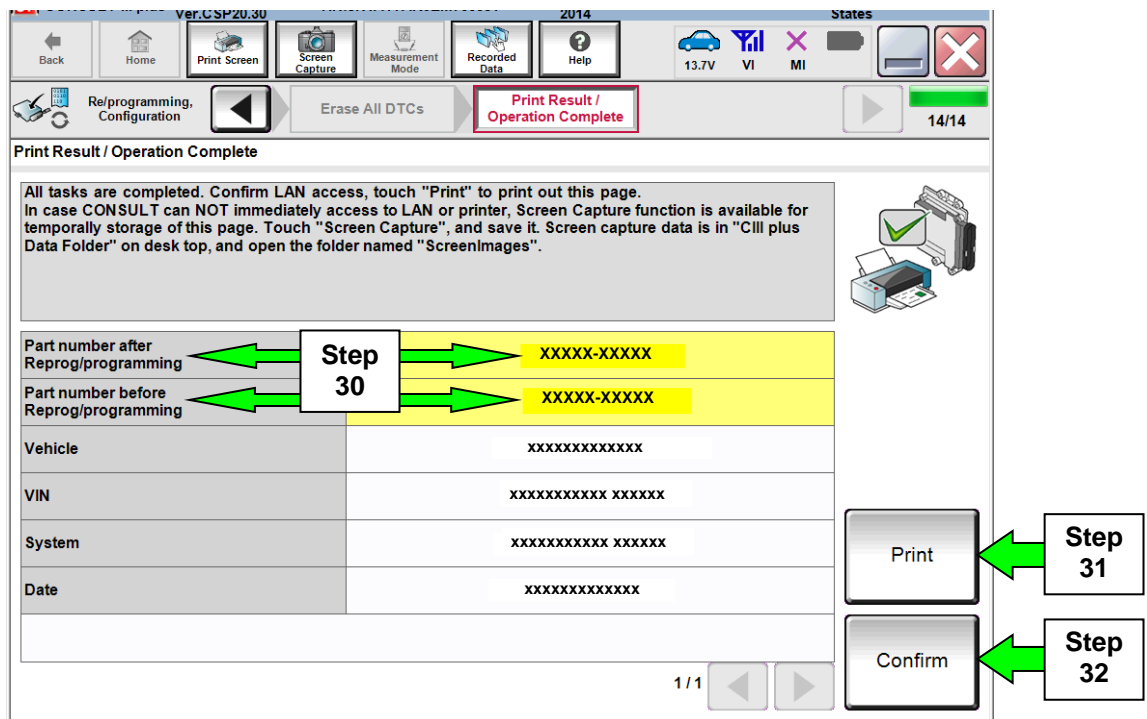 Ver.CSP20.30
2014
States
Back
Home
Print Screen
Screen
Capture
Measurement
Mode
Recorded
Data
Help
13.7V
VI
MI
Re/programming,
Configuration
Erase All DTCs
Print Result /
Operation Complete
14/14
Print Result / Operation Complete
All tasks are completed. Confirm LAN access, touch "Print" to print out this page.
In case CONSULT can NOT immediately access to LAN or printer, Screen Capture function is available for
temporally storage of this page. Touch "Screen Capture", and save it. Screen capture data is in "CIII plus
Data Folder" on desk top, and open the folder named "ScreenImages".
Part number after
Reprog/programming
XXXXX-XXXXX
Step
30
Part number before
Reprog/programming
XXXXX-XXXXX
Vehicle
xxxxxxxxxxxxx
VIN
xxxxxxxxxxx xxxxxx
System
xxxxxxxxxxx xxxxxx
Date
xxxxxxxxxxxxx
Print
Step
31
Confirm
Step
32
1/1